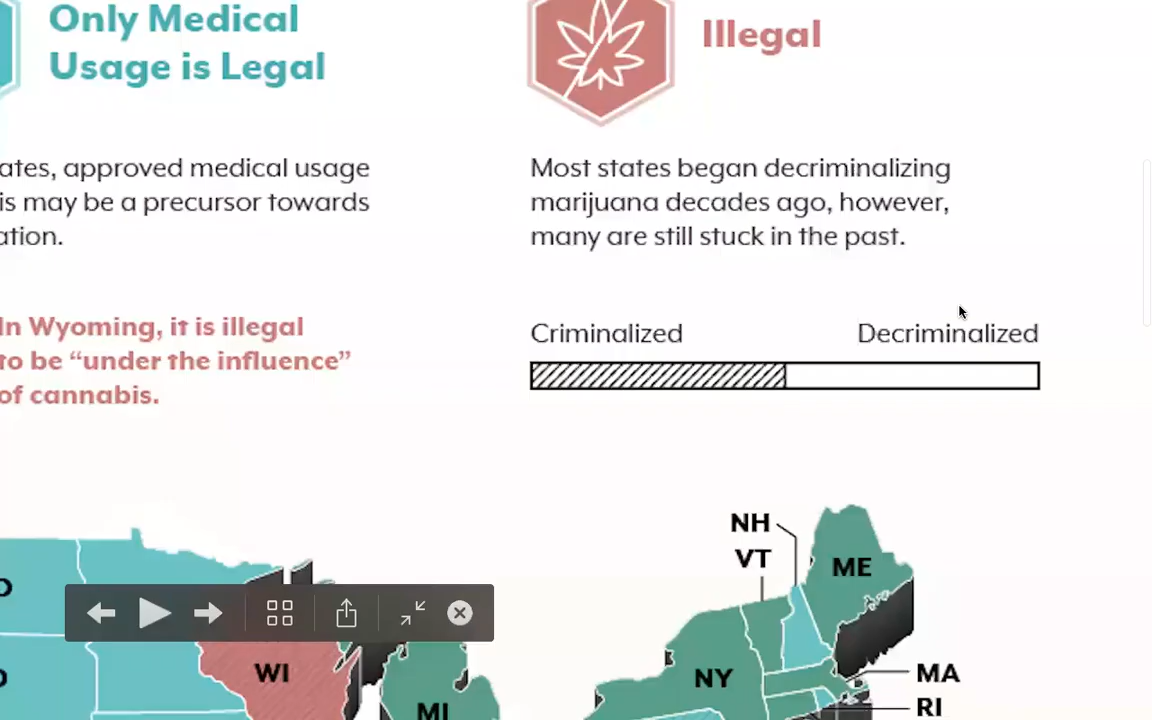 Only Medical
Usage is Legal
ates, approved medical usage
is may be a precursor towards
ation.
In Wyoming, it is illegal
to be “under the influence”
of cannabis.
Illegal
Most states began decriminalizing
marijuana decades ago, however,
many are still stuck in the past.
Criminalized Decriminalized
NH
VT
ME
D
WI
NY
MA
MI
RI